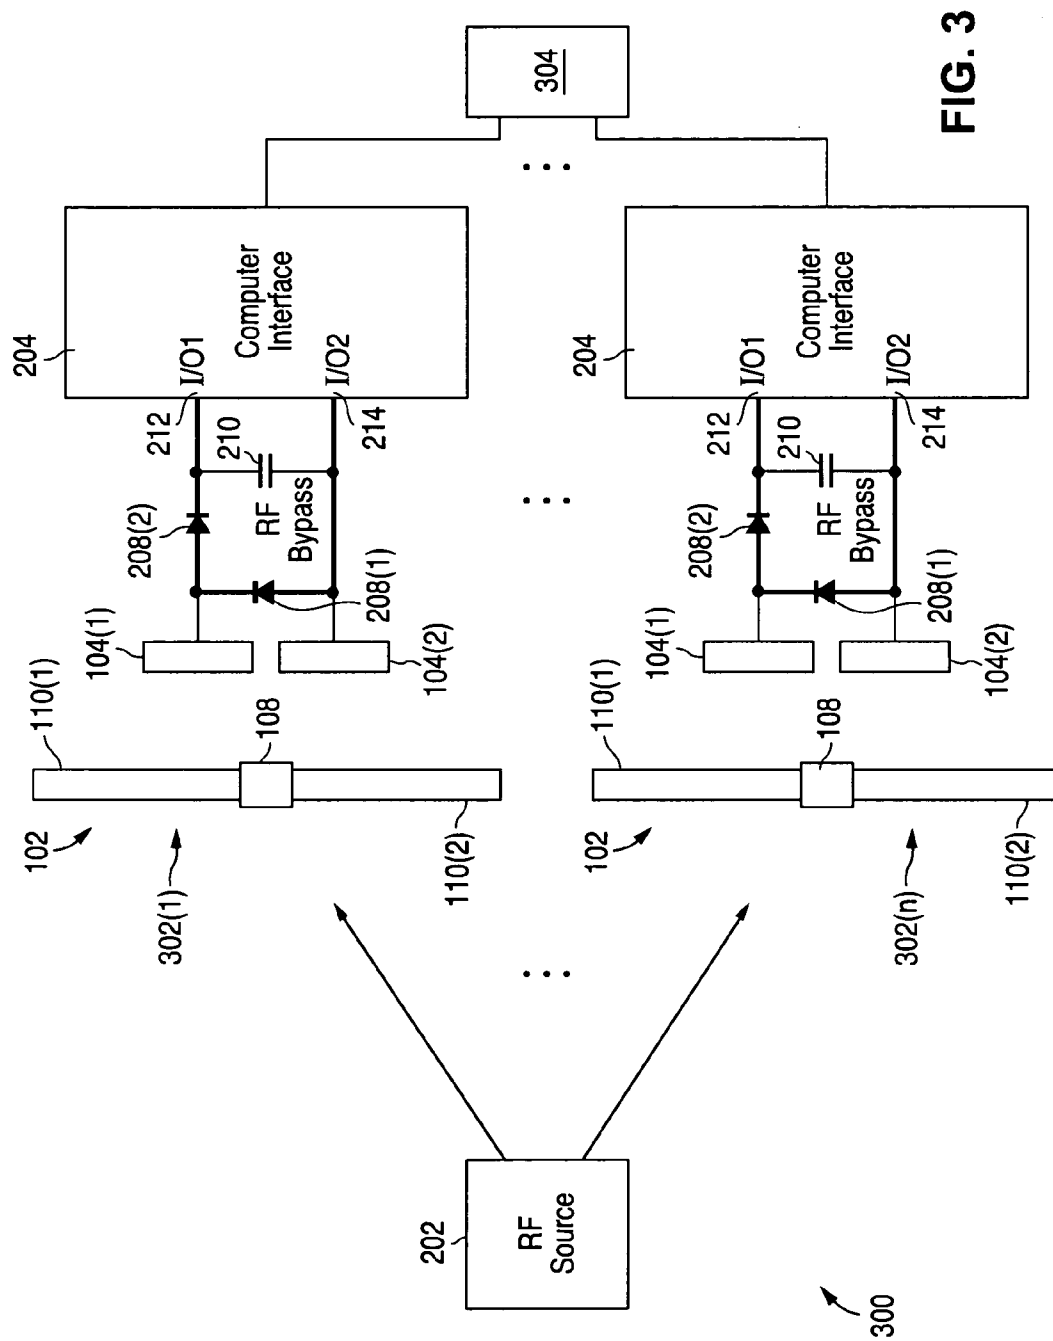 204
212
I/O1
Computer
Interface
I/O2
214
210
RF
Bypass
208(2)
208(1)
104(1)
104(2)
110(1)
108
102
110(2)
302(1)
204
212
I/O1
Computer
Interface
I/O2
214
210
RF
Bypass
208(2)
208(1)
104(1)
104(2)
110(1)
108
102
110(2)
302(n)
304
202
RF
Source
300
FIG. 3